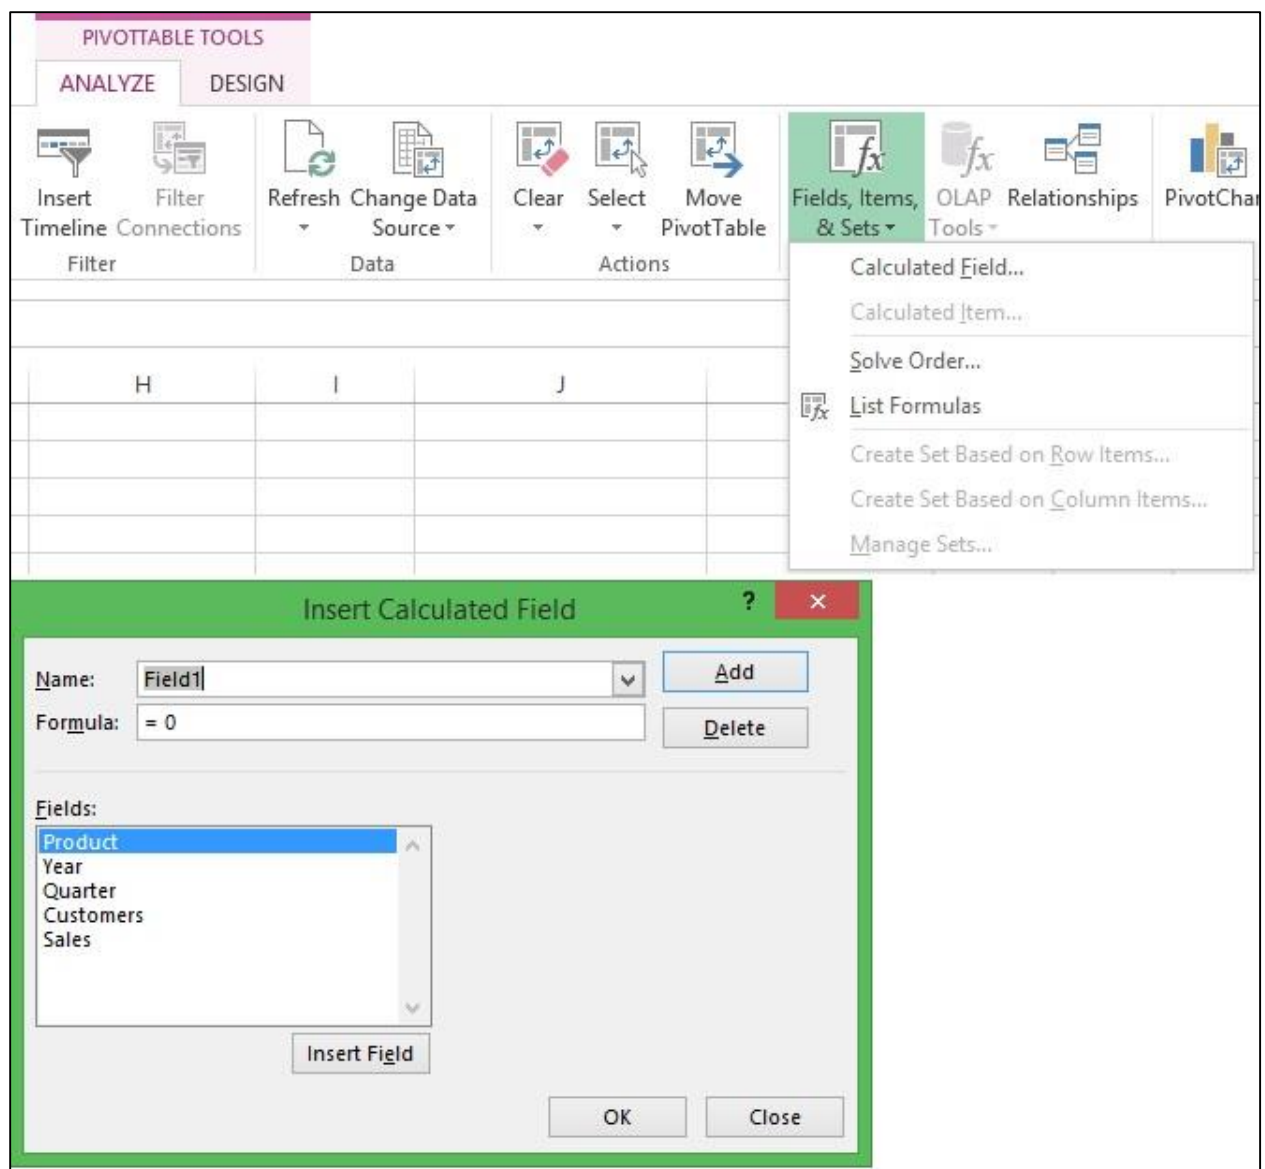 PIVOTTABLE TOOLS
ANALYZE DESIGN
Insert Timeline
Filter Connections
Filter
Refresh
Change Data Source
Data
Clear
Select
Move PivotTable
Actions
Fields, Items, & Sets
OLAP Tools
Relationships
PivotChar
Calculated Field...
Calculated Item...
Solve Order...
fx List Formulas
Create Set Based on Row Items...
Create Set Based on Column Items...
Manage Sets...
H I J
Insert Calculated Field ? ×
Name: Field1 Add
Formula: = 0 Delete
Fields:
Product
Year
Quarter
Customers
Sales
Insert Field
OK Close